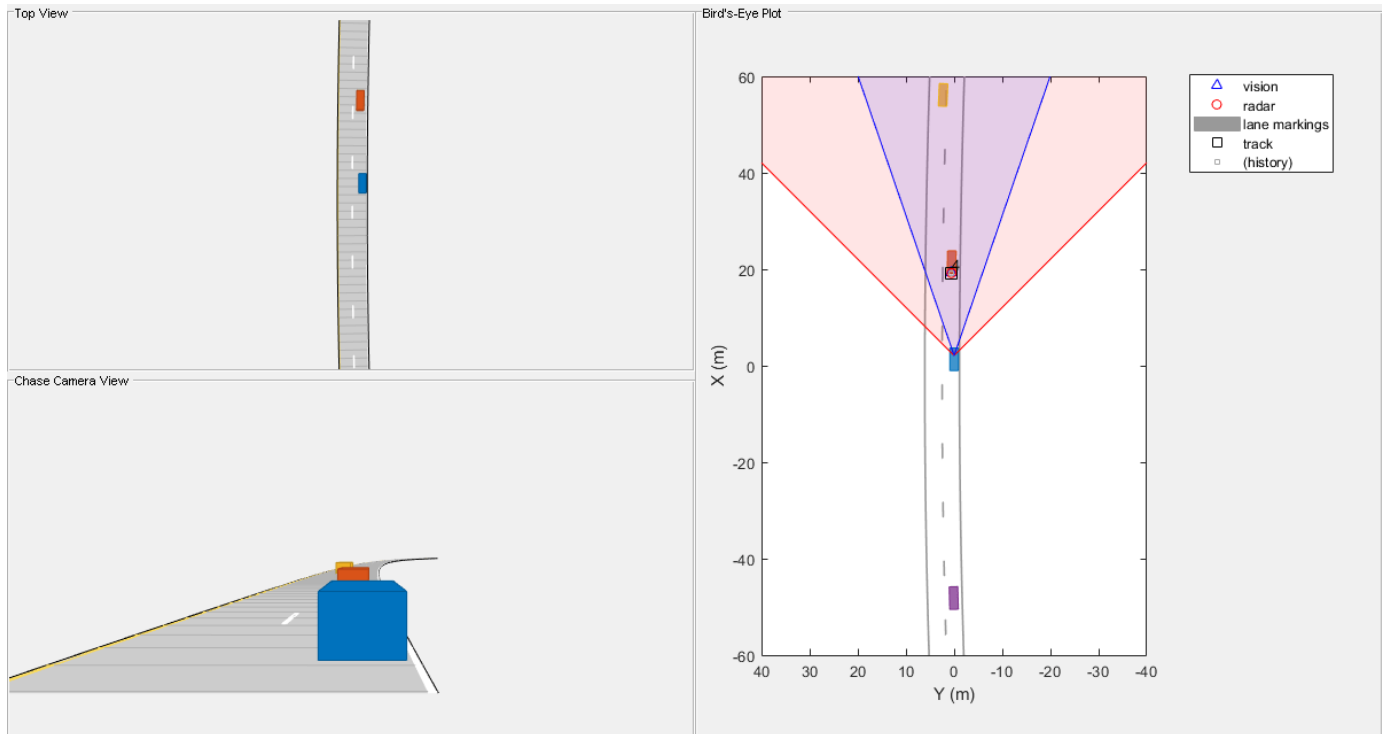 Top View
Chase Camera View
Bird's-Eye Plot
60
40
20
0
-20
-40
-60
X (m)
40
30
20
10
0
-10
-20
-30
-40
Y (m)
vision
radar
lane markings
track
(history)